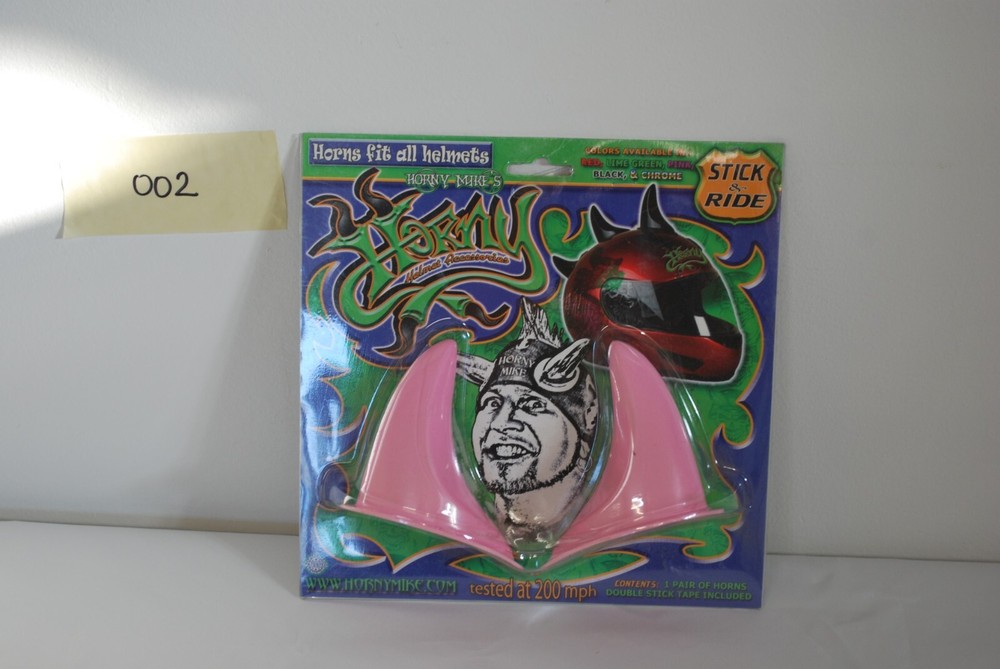 002
Horns fit all helmets
HORNY MIKE'S
Horny
Helmet Accessories
COLORS AVAILABLE IN:
RED, LIME GREEN, PINK,
BLACK, & CHROME
STICK
&
RIDE
Horny
HORNY
MIKE
WWW.HORNYMIKE.COM
tested at 200 mph
CONTENTS: 1 PAIR OF HORNS
DOUBLE STICK TAPE INCLUDED